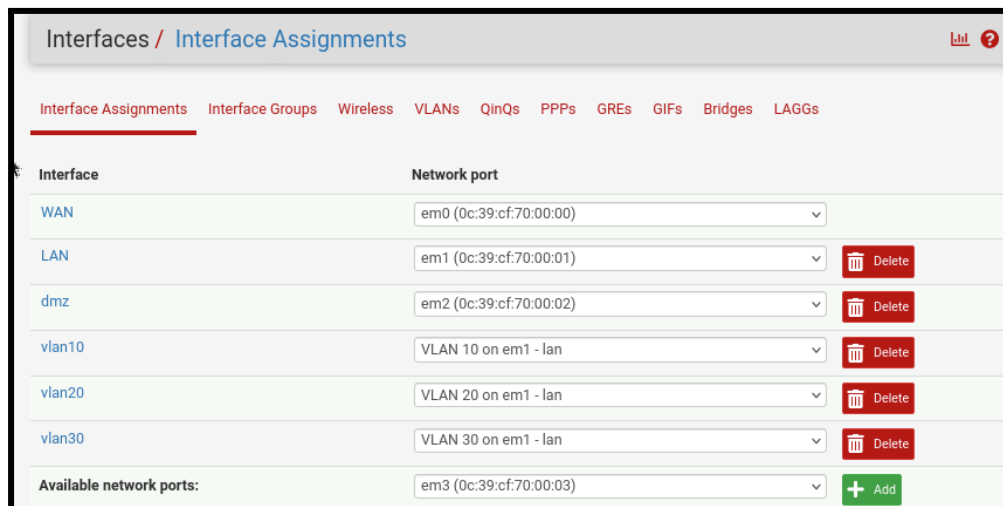 Interfaces / Interface Assignments
Interface Assignments Interface Groups Wireless VLANs QinQs PPPs GREs GIFs Bridges LAGGs
Interface Network port
WAN em0 (0c:39:cf:70:00:00)
LAN em1 (0c:39:cf:70:00:01) Delete
dmz em2 (0c:39:cf:70:00:02) Delete
vlan10 VLAN 10 on em1 - lan Delete
vlan20 VLAN 20 on em1 - lan Delete
vlan30 VLAN 30 on em1 - lan Delete
Available network ports: em3 (0c:39:cf:70:00:03) Add